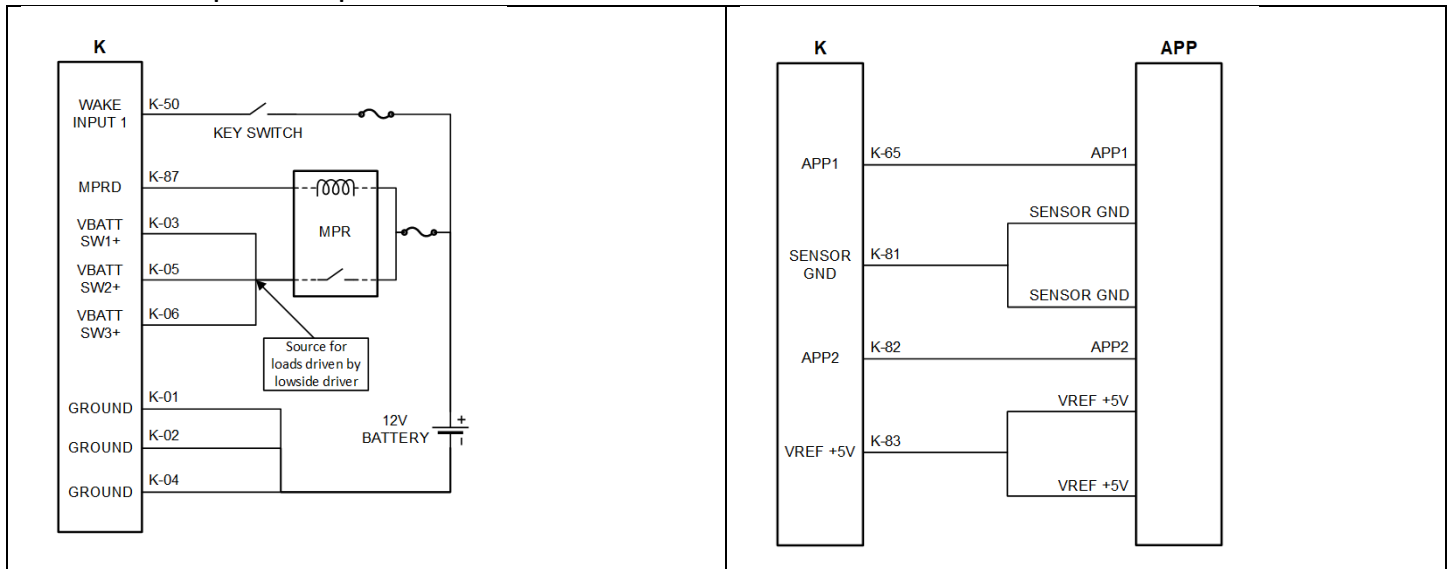 K
WAKE
INPUT 1
K-50
KEY SWITCH
MPRD
K-87
MPR
VBATT
SW1+
K-03
VBATT
SW2+
K-05
VBATT
SW3+
K-06
Source for
loads driven by
lowside driver
GROUND
K-01
GROUND
K-02
GROUND
K-04
12V
BATTERY
+
-
K
APP
APP1
K-65
APP1
SENSOR GND
SENSOR
GND
K-81
SENSOR GND
APP2
K-82
APP2
VREF +5V
VREF +5V
K-83
VREF +5V